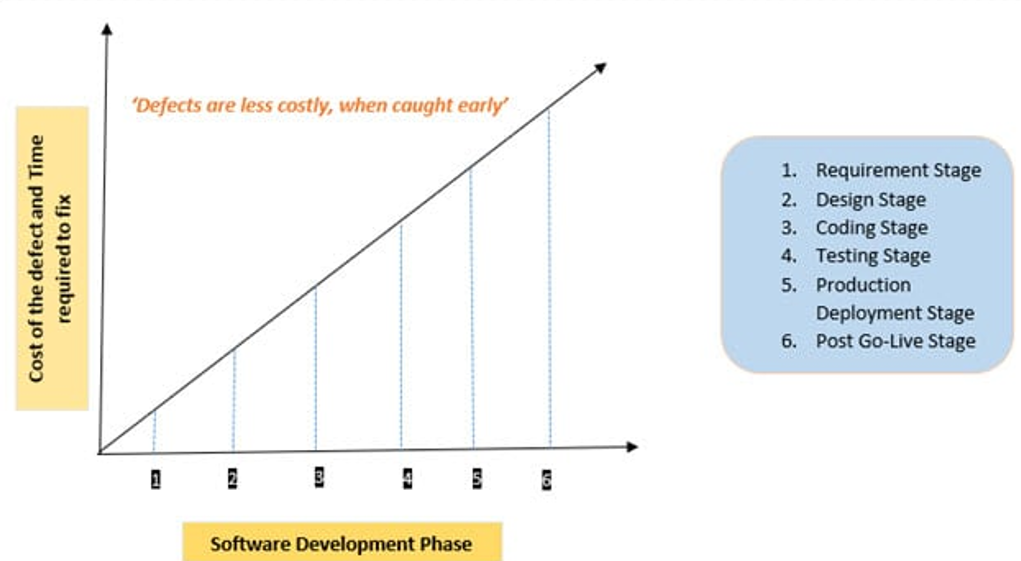 'Defects are less costly, when caught early'
Cost of the defect and Time
required to fix
1. Requirement Stage
2. Design Stage
3. Coding Stage
4. Testing Stage
5. Production
Deployment Stage
6. Post Go-Live Stage
1 2 3 4 5 6
Software Development Phase